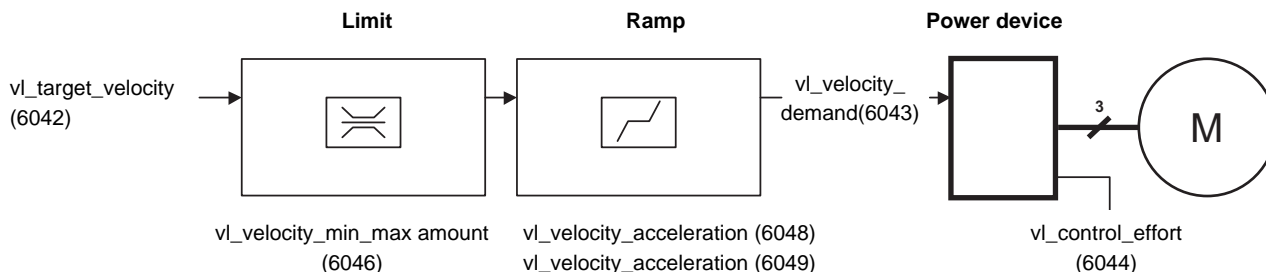 Limit
Ramp
Power device
vl_target_velocity
(6042)
vl_velocity_
demand(6043)
3
M
vl_velocity_min_max amount
(6046)
vl_velocity_acceleration (6048)
vl_velocity_acceleration (6049)
vl_control_effort
(6044)